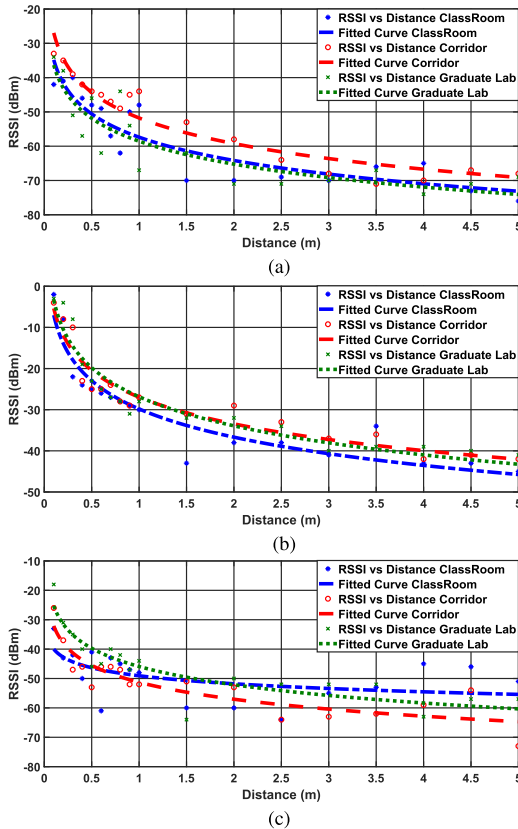 -20
-30
-40
-50
-60
-70
-80
RSSI (dBm)
RSSI vs Distance ClassRoom
Fitted Curve ClassRoom
RSSI vs Distance Corridor
Fitted Curve Corridor
RSSI vs Distance Graduate Lab
Fitted Curve Graduate Lab
0 0.5 1 1.5 2 2.5 3 3.5 4 4.5 5
Distance (m)
(a)
0
-10
-20
-30
-40
-50
RSSI (dBm)
RSSI vs Distance ClassRoom
Fitted Curve ClassRoom
RSSI vs Distance Corridor
Fitted Curve Corridor
RSSI vs Distance Graduate Lab
Fitted Curve Graduate Lab
0 0.5 1 1.5 2 2.5 3 3.5 4 4.5 5
Distance (m)
(b)
-10
-20
-30
-40
-50
-60
-70
-80
RSSI (dBm)
RSSI vs Distance ClassRoom
Fitted Curve ClassRoom
RSSI vs Distance Corridor
Fitted Curve Corridor
RSSI vs Distance Graduate Lab
Fitted Curve Graduate Lab
0 0.5 1 1.5 2 2.5 3 3.5 4 4.5 5
Distance (m)
(c)